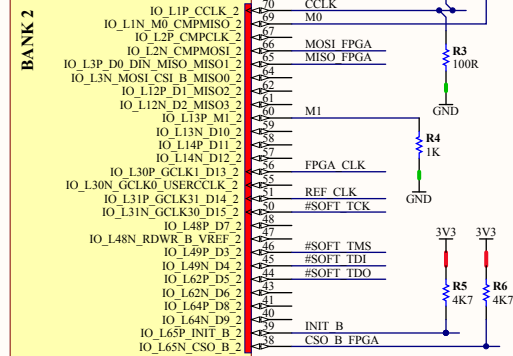 BANK 2
IO_L1P_CCLK_2 70 CCLK
IO_L1N_M0_CMPMISO_2 69 M0
IO_L2P_CMPCLK_2 67
IO_L2N_CMPMOSI_2 66 MOSI_FPGA
IO_L3P_D0_DIN_MISO_MISO1_2 65 MISO_FPGA
IO_L3N_MOSI_CSI_B_MISO0_2 64
IO_L12P_D1_MISO2_2 62
IO_L12N_D2_MISO3_2 61
IO_L13P_M1_2 60 M1
IO_L13N_D10_2 59
IO_L14P_D11_2 58
IO_L14N_D12_2 57
IO_L30P_GCLK1_D13_2 56 FPGA_CLK
IO_L30N_GCLK0_USERCCLK_2 55
IO_L31P_GCLK31_D14_2 51 REF_CLK
IO_L31N_GCLK30_D15_2 50 #SOFT_TCK
IO_L48P_D7_2 48
IO_L48N_RDWR_B_VREF_2 47
IO_L49P_D3_2 46 #SOFT_TMS
IO_L49N_D4_2 45 #SOFT_TDI
IO_L62P_D5_2 44 #SOFT_TDO
IO_L62N_D6_2 43
IO_L64P_D8_2 41
IO_L64N_D9_2 40
IO_L65P_INIT_B_2 39 INIT_B
IO_L65N_CSO_B_2 38 CSO_B_FPGA
R3
100R
GND
R4
1K
GND
3V3 3V3
R5 R6
4K7 4K7